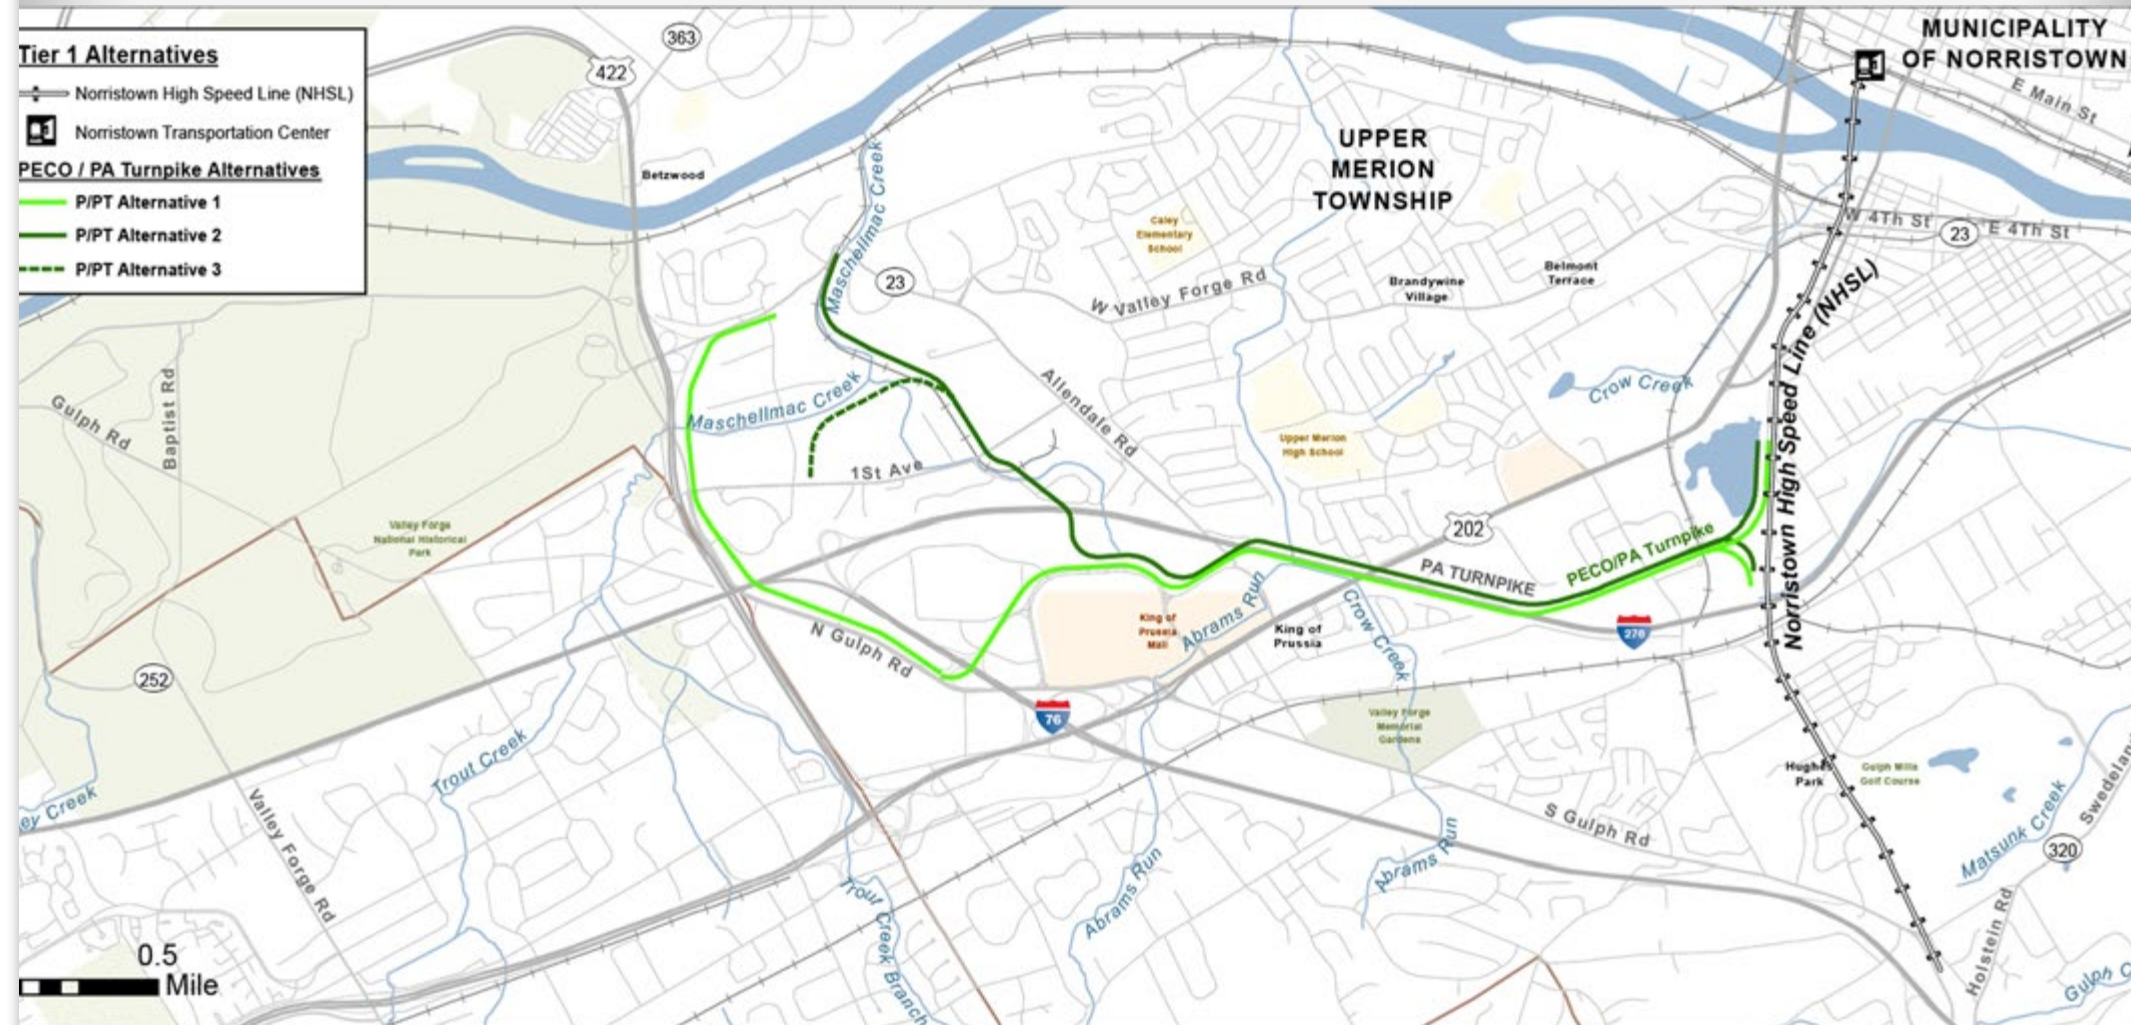 Tier 1 Alternatives
Norristown High Speed Line (NHSL)
Norristown Transportation Center
PECO / PA Turnpike Alternatives
P/PT Alternative 1
P/PT Alternative 2
P/PT Alternative 3
363
422
MUNICIPALITY
OF NORRISTOWN
E Main St
Betzwood
Maschellmac Creek
UPPER
MERION
TOWNSHIP
Caley
Elementary
School
23
W Valley Forge Rd
Brandywine
Village
Belmont
Terrace
W 4Th St
23
E 4Th St
Norristown High Speed Line (NHSL)
Gulph Rd
Baptist Rd
Maschellmac Creek
Allendale Rd
Crow Creek
Upper Merion
High School
1St Ave
Valley Forge
National Historical
Park
202
PA TURNPIKE
PECO/PA Turnpike
276
King of
Prussia
Mall
Abrams Run
King of
Prussia
Crow Creek
N Gulph Rd
252
76
Valley Forge
Memorial
Gardens
Trout Creek
Hughes
Park
Gulph Mills
Golf Course
ey Creek
Valley Forge Rd
S Gulph Rd
Matsunk Creek
Swedelan
320
Abrams Run
Abrams Run
Trout Creek Branch
Holstein Rd
Gulph C
0.5
Mile